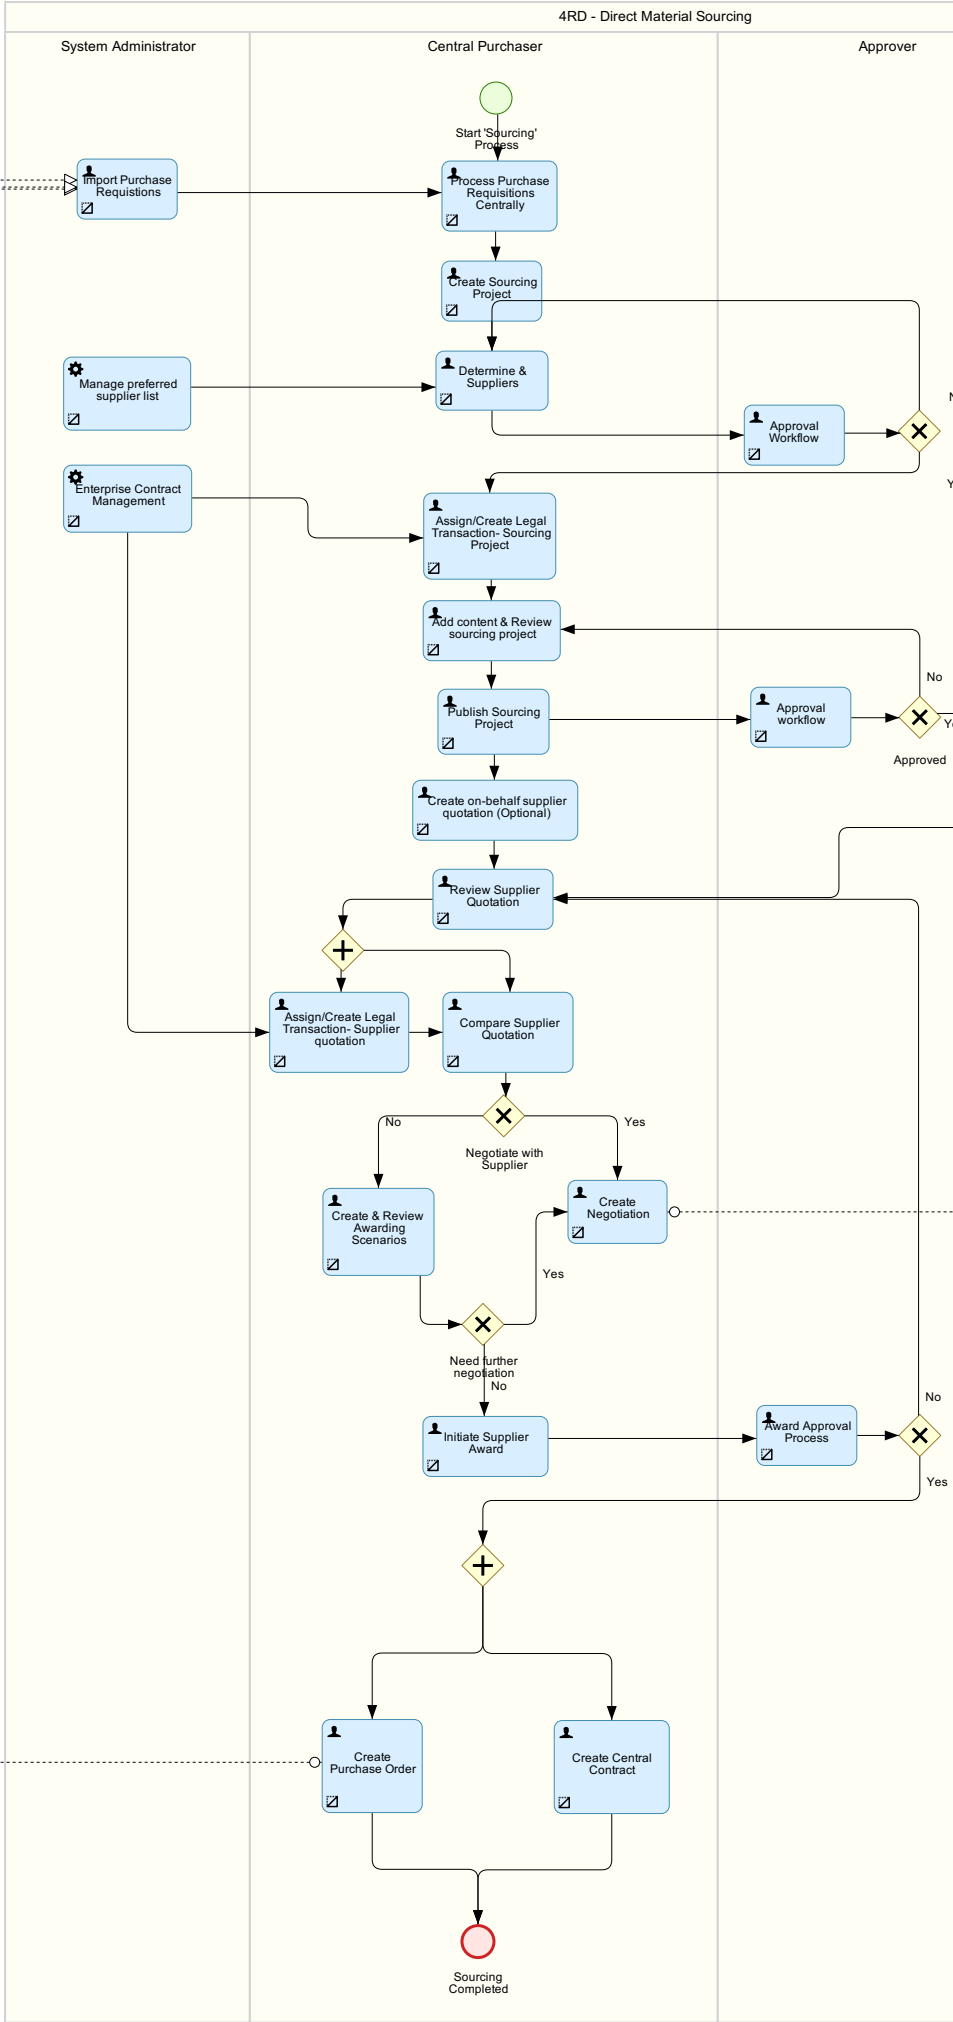 4RD - Direct Material Sourcing
System Administrator
Central Purchaser
Approver
Start 'Sourcing'
Process
Import Purchase
Requistions
Process Purchase
Requisitions
Centrally
Create Sourcing
Project
Manage preferred
supplier list
Determine &
Suppliers
Approval
Workflow
Enterprise Contract
Management
Assign/Create Legal
Transaction- Sourcing
Project
Add content & Review
sourcing project
No
Publish Sourcing
Project
Approval
workflow
Approved
Create on-behalf supplier
quotation (Optional)
Review Supplier
Quotation
Assign/Create Legal
Transaction- Supplier
quotation
Compare Supplier
Quotation
No
Yes
Negotiate with
Supplier
Create & Review
Awarding
Scenarios
Create
Negotiation
Yes
Need further
negotiation
No
No
Initiate Supplier
Award
Award Approval
Process
Yes
Create
Purchase Order
Create Central
Contract
Sourcing
Completed